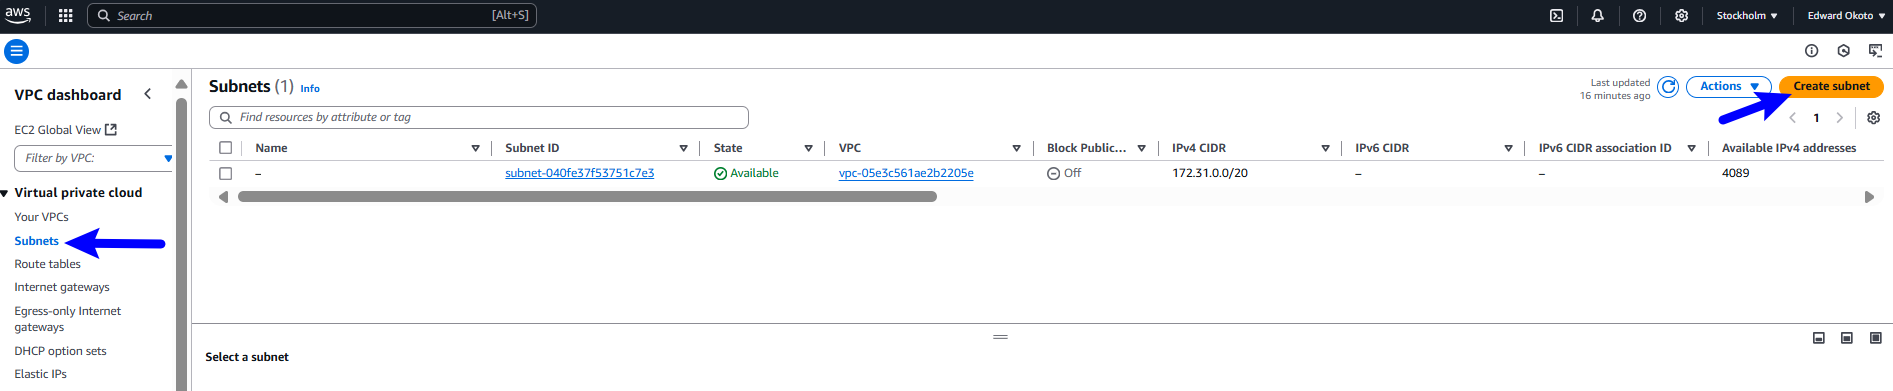 aws Search [Alt+S] Stockholm Edward Okoto
VPC dashboard
EC2 Global View
Filter by VPC:
Virtual private cloud
Your VPCs
Subnets
Route tables
Internet gateways
Egress-only Internet
gateways
DHCP option sets
Elastic IPs
Subnets (1) Info
Last updated
16 minutes ago
Actions
Create subnet
Find resources by attribute or tag
1
Name Subnet ID State VPC Block Public... IPv4 CIDR IPv6 CIDR IPv6 CIDR association ID Available IPv4 addresses
– subnet-040fe37f53751c7e3 Available vpc-05e3c561ae2b2205e Off 172.31.0.0/20 – – 4089
Select a subnet